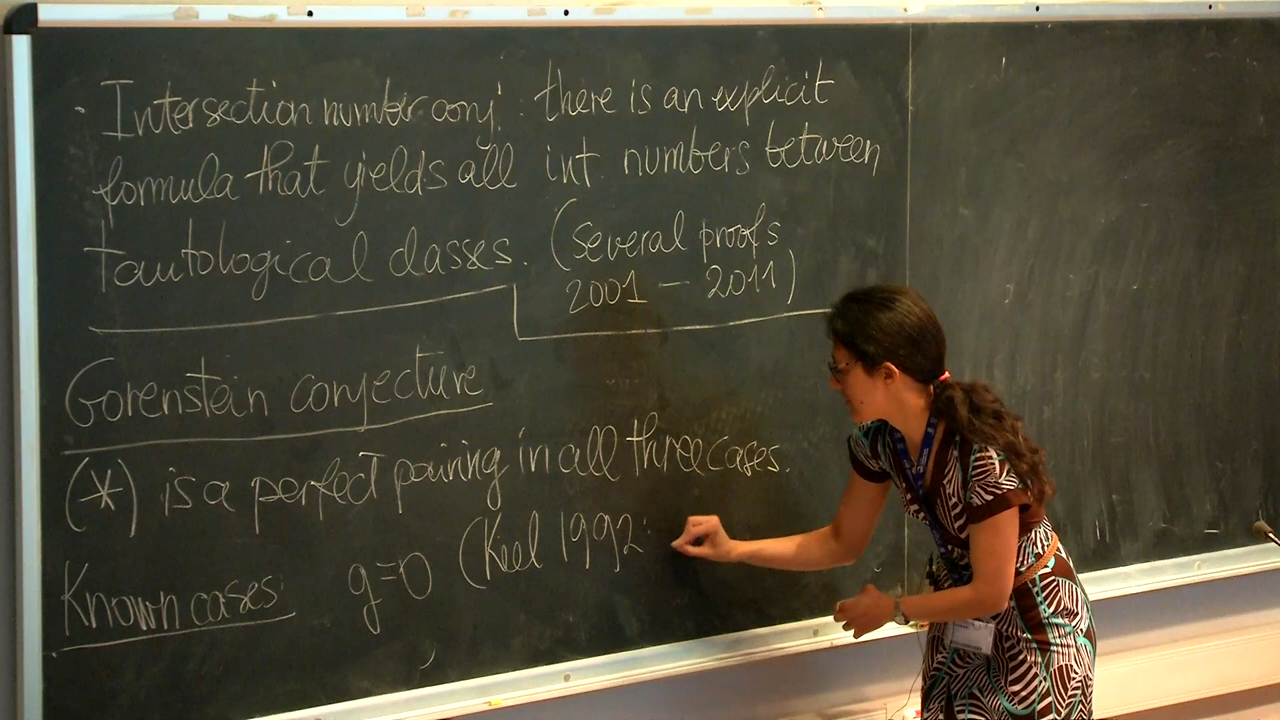 Intersection number conj: there is an explicit
formula that yields all int. numbers between
tautological classes. (several proofs
2001 — 2011)
Gorenstein conjecture
(*) is a perfect pairing in all three cases.
Known cases: g=0 (Keel 1992: